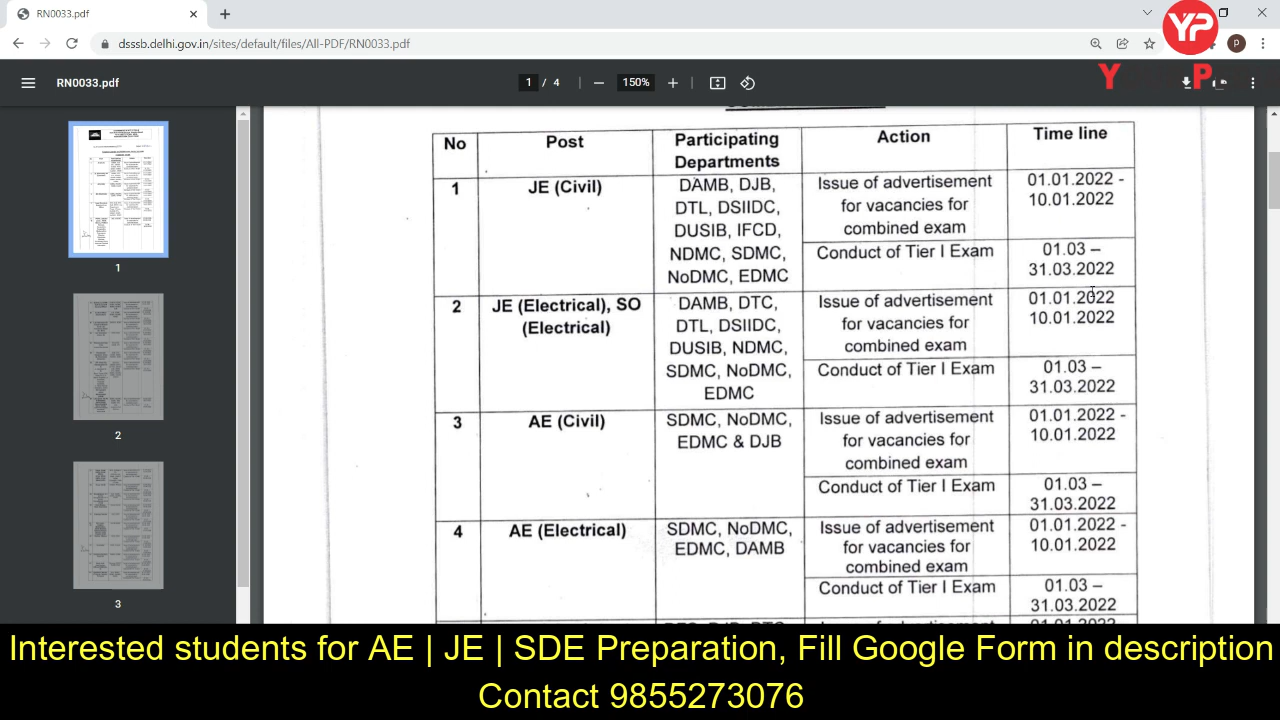 RN0033.pdf
dsssb.delhi.gov.in/sites/default/files/All-PDF/RN0033.pdf
P
YP
RN0033.pdf
1 / 4
150%
Y
P
1
2
3
No
Post
Participating
Departments
Action
Time line
1
JE (Civil)
DAMB, DJB,
DTL, DSIIDC,
DUSIB, IFCD,
NDMC, SDMC,
NoDMC, EDMC
Issue of advertisement
for vacancies for
combined exam
01.01.2022 -
10.01.2022
Conduct of Tier I Exam
01.03 –
31.03.2022
2
JE (Electrical), SO
(Electrical)
DAMB, DTC,
DTL, DSIIDC,
DUSIB, NDMC,
SDMC, NoDMC,
EDMC
Issue of advertisement
for vacancies for
combined exam
01.01.2022
10.01.2022
Conduct of Tier I Exam
01.03 –
31.03.2022
3
AE (Civil)
SDMC, NoDMC,
EDMC & DJB
Issue of advertisement
for vacancies for
combined exam
01.01.2022 -
10.01.2022
Conduct of Tier I Exam
01.03 –
31.03.2022
4
AE (Electrical)
SDMC, NoDMC,
EDMC, DAMB
Issue of advertisement
for vacancies for
combined exam
01.01.2022 -
10.01.2022
Conduct of Tier I Exam
01.03 –
31.03.2022
Interested students for AE | JE | SDE Preparation, Fill Google Form in description
Contact 9855273076